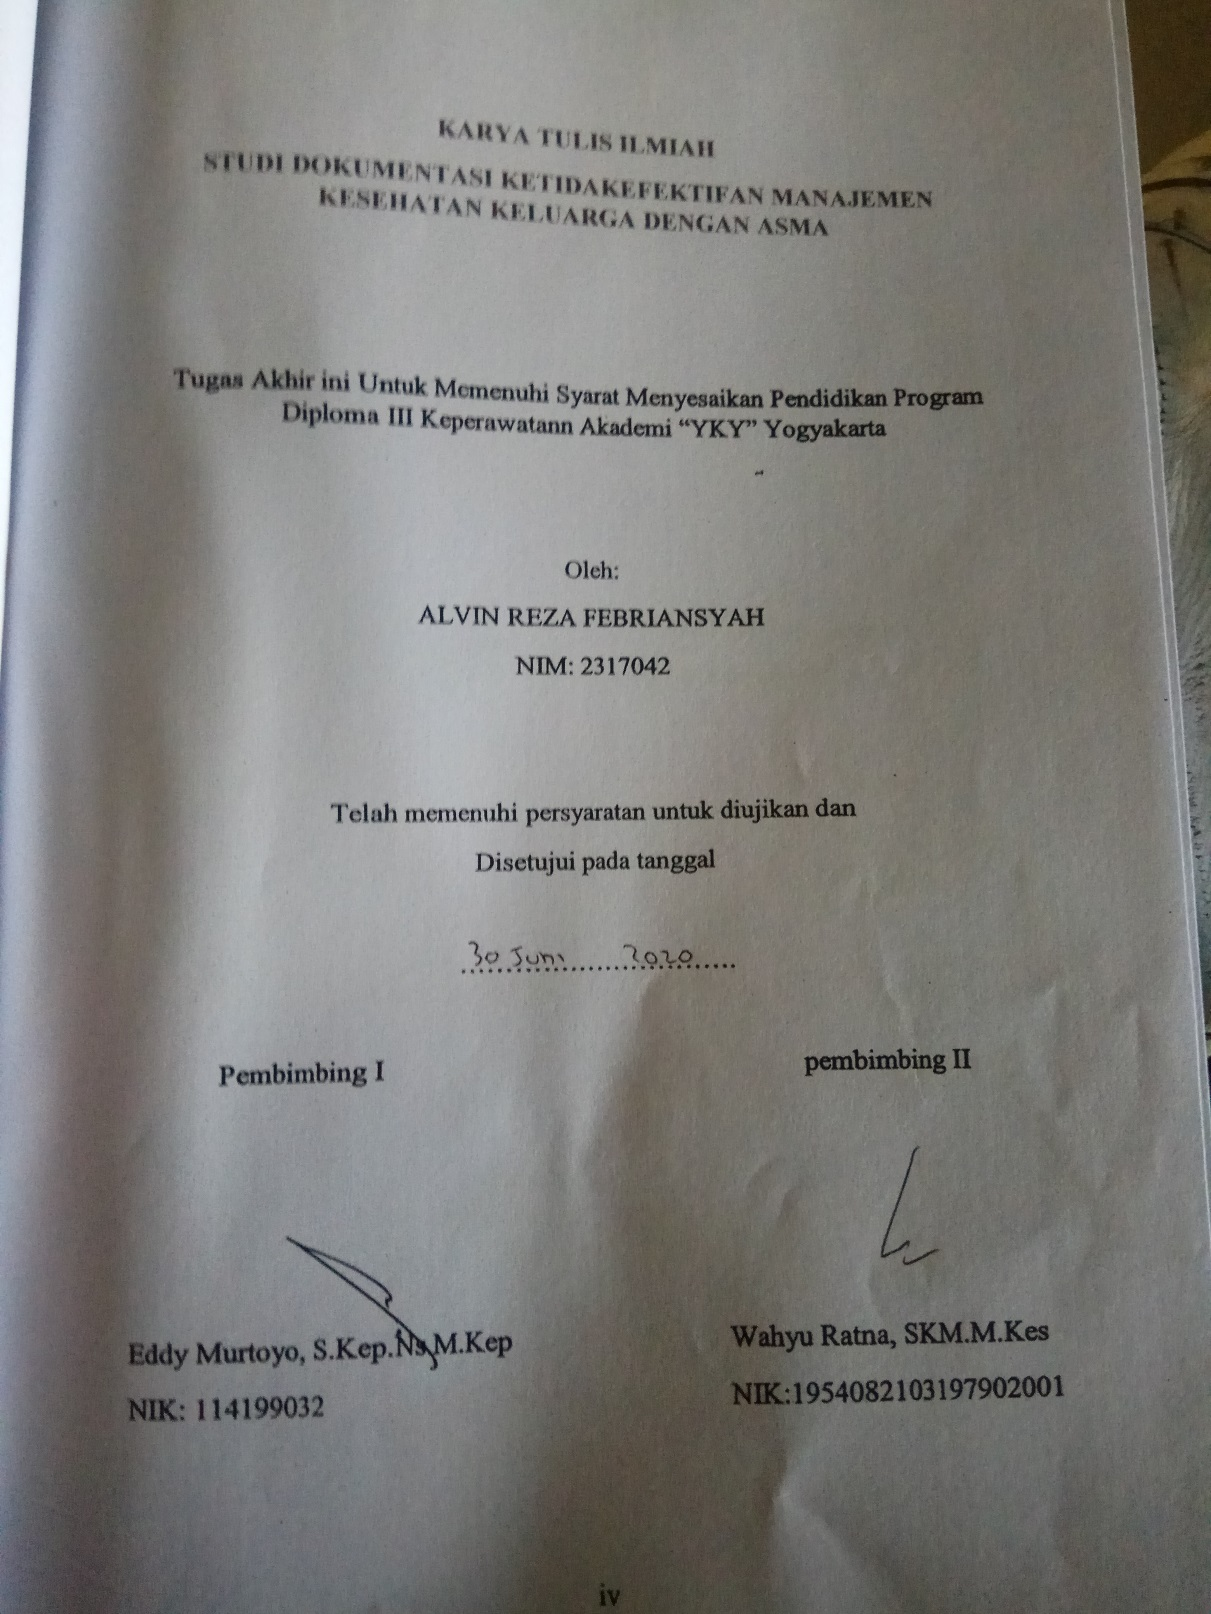 KARYA TULIS ILMIAH
STUDI DOKUMENTASI KETIDAKEFEKTIFAN MANAJEMEN
KESEHATAN KELUARGA DENGAN ASMA
Tugas Akhir ini Untuk Memenuhi Syarat Menyesaikan Pendidikan Program
Diploma III Keperawatann Akademi “YKY” Yogyakarta
Oleh:
ALVIN REZA FEBRIANSYAH
NIM: 2317042
Telah memenuhi persyaratan untuk diujikan dan
Disetujui pada tanggal
30 Juni 2020
Pembimbing I pembimbing II
Eddy Murtoyo, S.Kep.Ns,M.Kep Wahyu Ratna, SKM.M.Kes
NIK: 114199032 NIK:1954082103197902001
iv